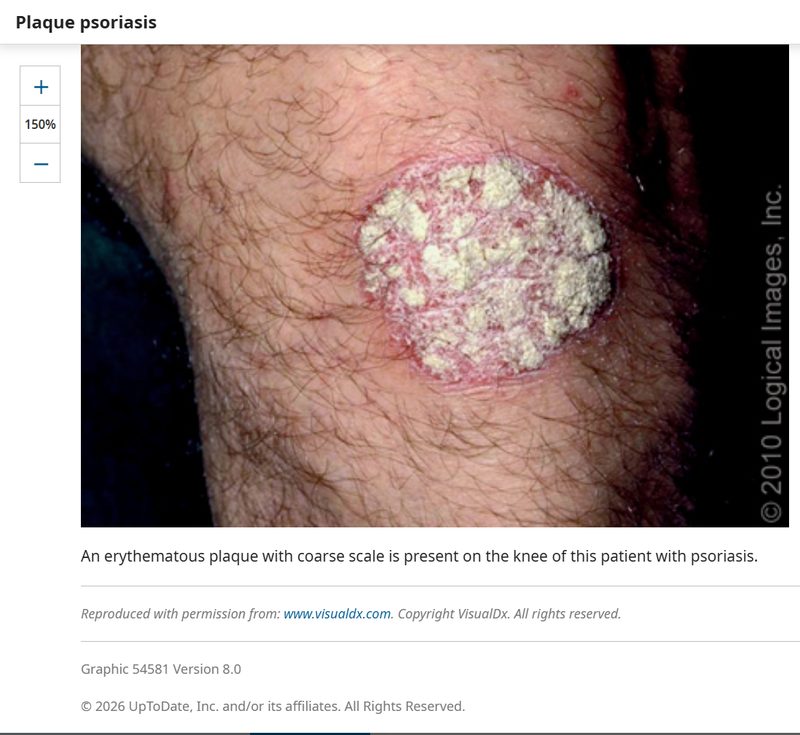 Plaque psoriasis
+
150%
−
© 2010 Logical Images, Inc.
An erythematous plaque with coarse scale is present on the knee of this patient with psoriasis.
Reproduced with permission from: www.visualdx.com. Copyright VisualDx. All rights reserved.
Graphic 54581 Version 8.0
© 2026 UpToDate, Inc. and/or its affiliates. All Rights Reserved.